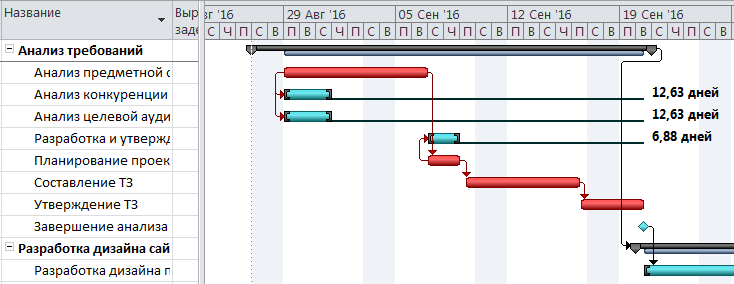 Название
Выр
заде
вг '16
29 Авг '16
05 Сен '16
12 Сен '16
19 Сен '16
С Ч П С В П В С Ч П С В П В С Ч П С В П В С Ч П С В П В С Ч П С В
Анализ требований
Анализ предметной о
Анализ конкуренции
12,63 дней
Анализ целевой ауди
12,63 дней
Разработка и утвержд
6,88 дней
Планирование проек
Составление ТЗ
Утверждение ТЗ
Завершение анализа
Разработка дизайна сай
Разработка дизайна п